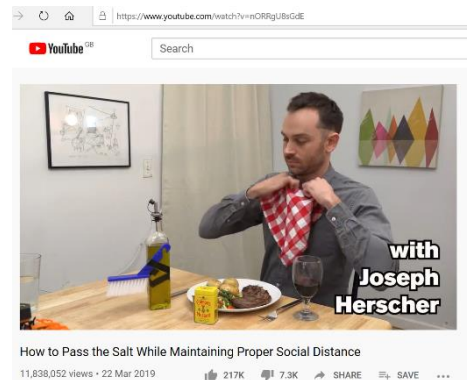 https://www.youtube.com/watch?v=nORRgUBsGdE
YouTube GB
Search
with
Joseph
Herscher
How to Pass the Salt While Maintaining Proper Social Distance
11,838,052 views • 22 Mar 2019
217K 7.3K SHARE SAVE